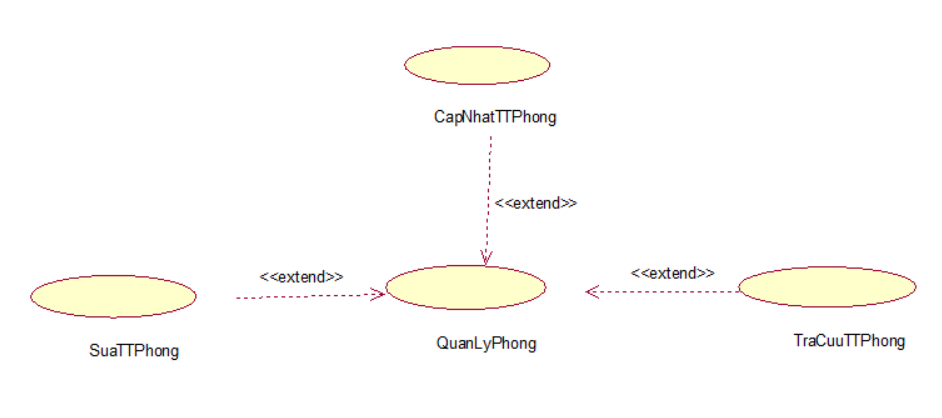 CapNhatTTPhong
<<extend>>
<<extend>>
<<extend>>
SuaTTPhong
QuanLyPhong
TraCuuTTPhong